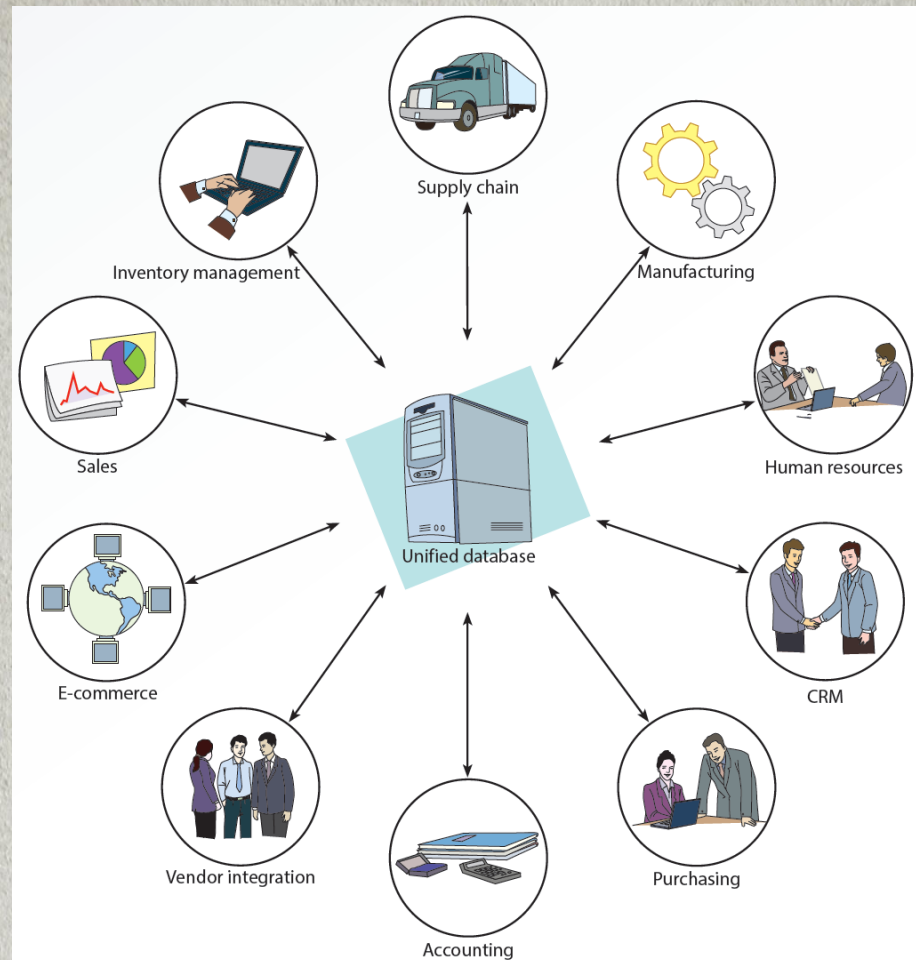 Supply chain
Inventory management
Manufacturing
Sales
Human resources
Unified database
E-commerce
CRM
Vendor integration
Purchasing
Accounting